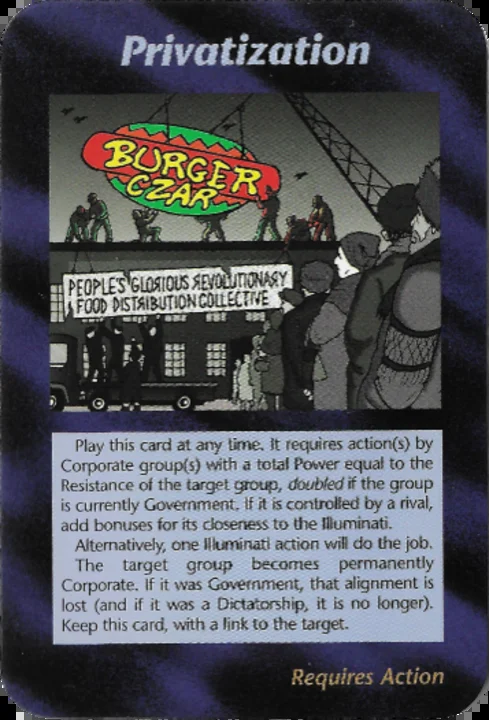 Privatization
BURGER
CZAR
PEOPLE'S GLORIOUS REVOLUTIONARY
FOOD DISTRIBUTION COLLECTIVE
Play this card at any time. It requires action(s) by
Corporate group(s) with a total Power equal to the
Resistance of the target group, doubled if the group
is currently Government. If it is controlled by a rival,
add bonuses for its closeness to the Illuminati.
Alternatively, one Illuminati action will do the job.
The target group becomes permanently
Corporate. If it was Government, that alignment is
lost (and if it was a Dictatorship, it is no longer).
Keep this card, with a link to the target.
Requires Action